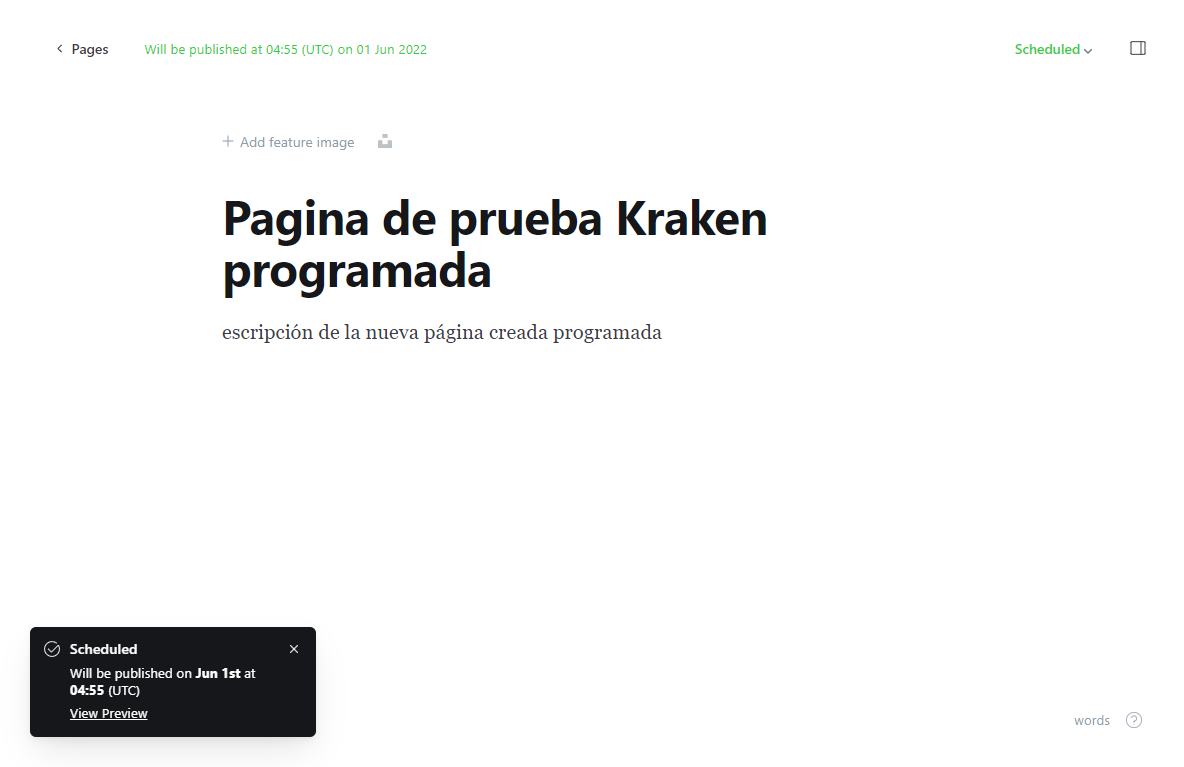 Pages
Will be published at 04:55 (UTC) on 01 Jun 2022
Scheduled
Add feature image
Pagina de prueba Kraken
programada
escripción de la nueva página creada programada
Scheduled
Will be published on Jun 1st at
04:55 (UTC)
View Preview
words